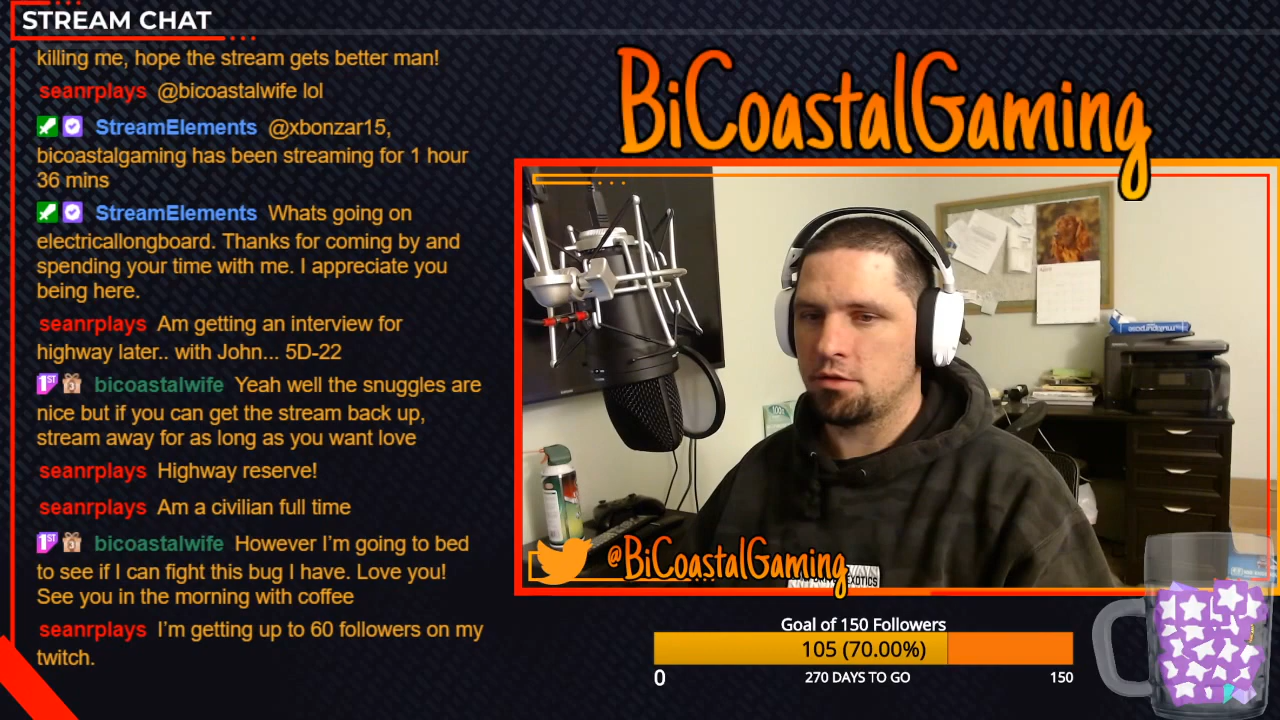 STREAM CHAT
killing me, hope the stream gets better man!
seanrplays @bicoastalwife lol
StreamElements @xbonzar15,
bicoastalgaming has been streaming for 1 hour
36 mins
StreamElements Whats going on
electricallongboard. Thanks for coming by and
spending your time with me. I appreciate you
being here.
seanrplays Am getting an interview for
highway later.. with John... 5D-22
1ST 3 bicoastalwife Yeah well the snuggles are
nice but if you can get the stream back up,
stream away for as long as you want love
seanrplays Highway reserve!
seanrplays Am a civilian full time
1ST 3 bicoastalwife However I’m going to bed
to see if I can fight this bug I have. Love you!
See you in the morning with coffee
seanrplays I’m getting up to 60 followers on my
twitch.
BiCoastalGaming
@BiCoastalGaming
EXOTICS
Goal of 150 Followers
105 (70.00%)
0 270 DAYS TO GO 150